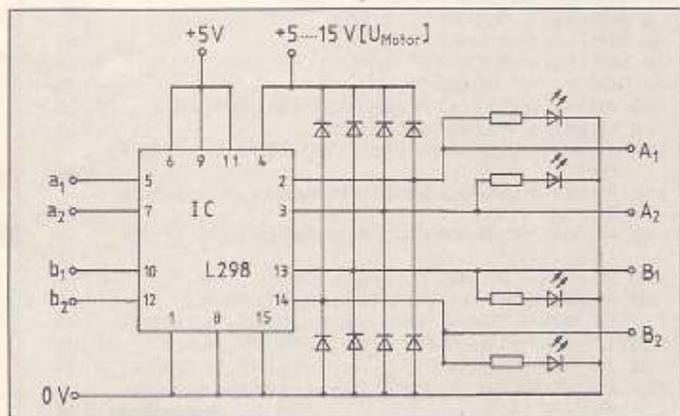 +5V
+5....15 V [U_Motor]
6 9 11 4
a₁ 5 2 A₁
a₂ 7 IC 3 A₂
b₁ 10 13 B₁
L298
b₂ 12 14 B₂
1 8 15
0 V